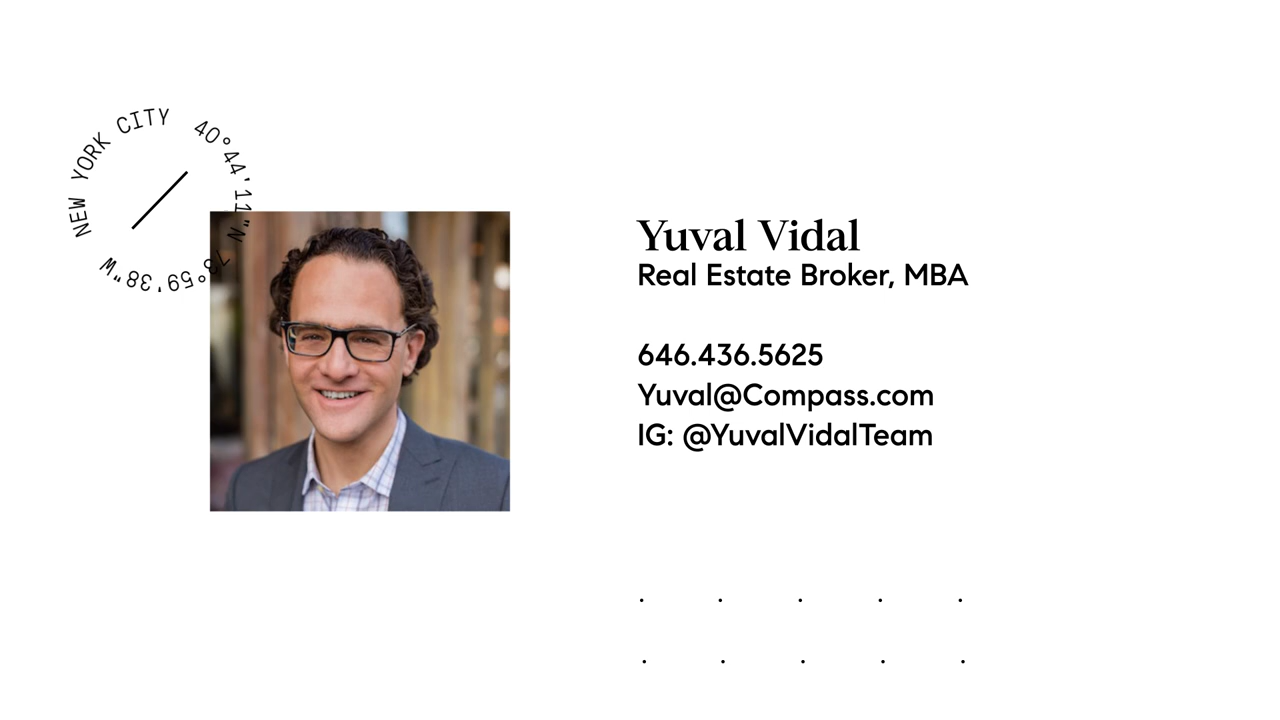 NEW YORK CITY 40°44'11"N 73°59'38"W
Yuval Vidal
Real Estate Broker, MBA
646.436.5625
Yuval@Compass.com
IG: @YuvalVidalTeam